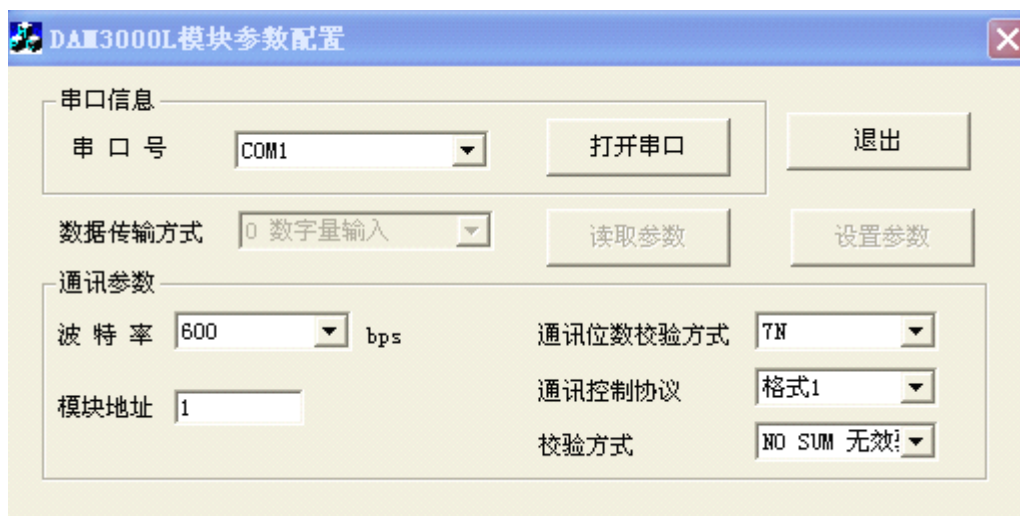 DAM3000L模块参数配置
串口信息
串 口 号 COM1 打开串口 退出
数据传输方式 0 数字量输入 读取参数 设置参数
通讯参数
波 特 率 600 bps 通讯位数校验方式 7N
通讯控制协议 格式1
模块地址 1
校验方式 NO SUM 无效